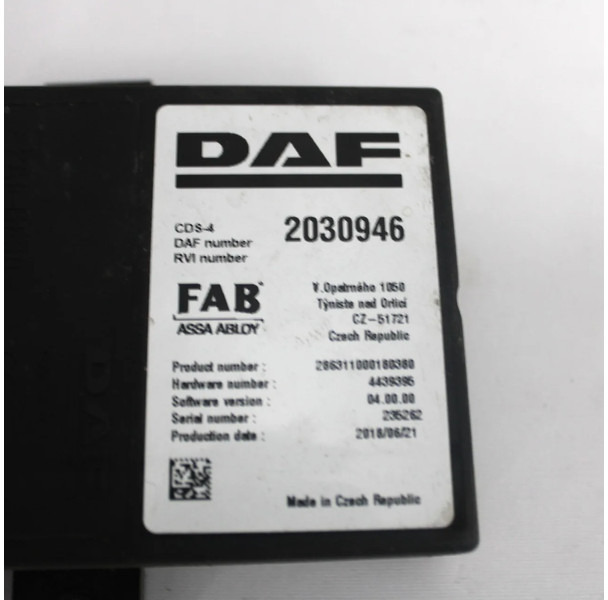 DAF
CDS-4
DAF number 2030946
RVI number
FAB
ASSA ABLOY
V.Opatrného 1050
Týniste nad Orlicí
CZ-51721
Czech Republic
Product number : 286311000180380
Hardware number : 4439395
Software version : 04.00.00
Serial number : 235262
Production date : 2018/06/21
Made in Czech Republic